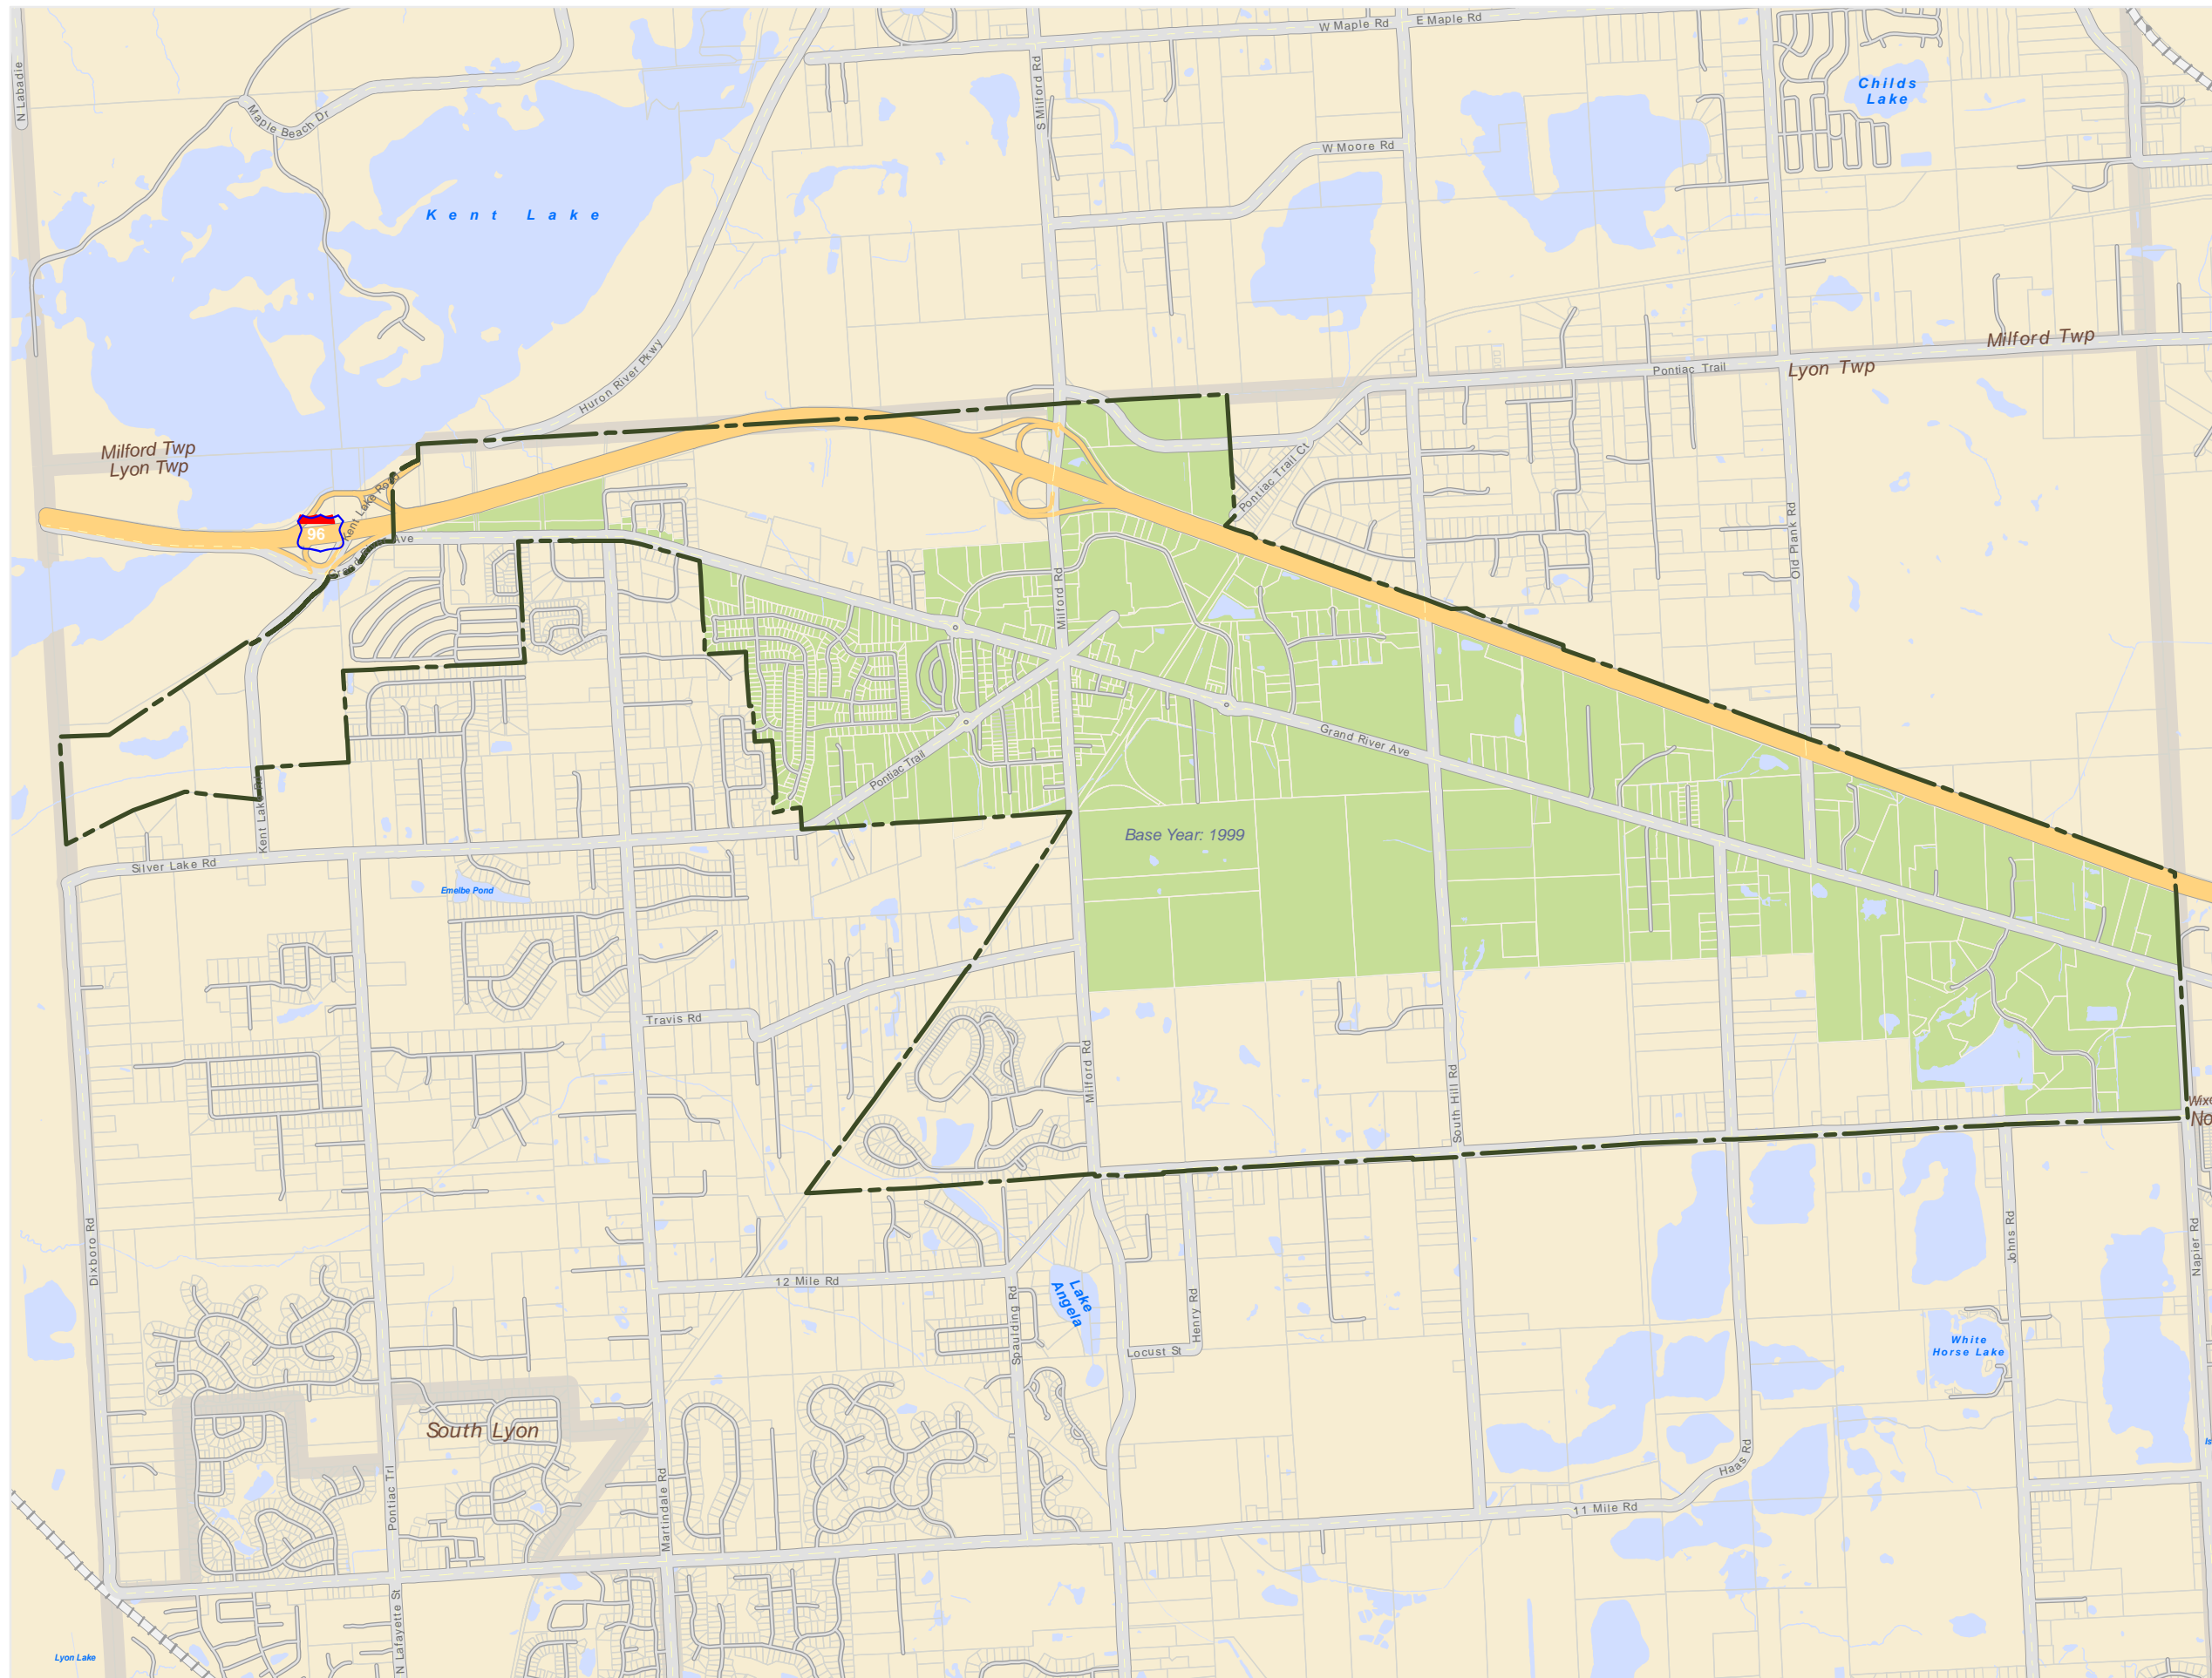 W Maple Rd
E Maple Rd
N Labadie
S Milford Rd
Childs
Lake
Maple Beach Dr
W Moore Rd
Kent Lake
Milford Twp
Lyon Twp
Pontiac Trail
Huron River Pkwy
Milford Twp
Lyon Twp
Pontiac Trail Ct
Kent Lake Road
96
Old Plank Rd
Milford Rd
Grand River Ave
Pontiac Trail
Kent Lake Rd
Base Year: 1999
Silver Lake Rd
Emelbe Pond
Travis Rd
Milford Rd
South Hill Rd
Dixboro Rd
Johns Rd
Napier Rd
12 Mile Rd
Lake
Angela
Spaulding Rd
Henry Rd
Locust St
White
Horse Lake
South Lyon
Pontiac Trl
Martindale Rd
Haas Rd
11 Mile Rd
N Lafayette St
Lyon Lake